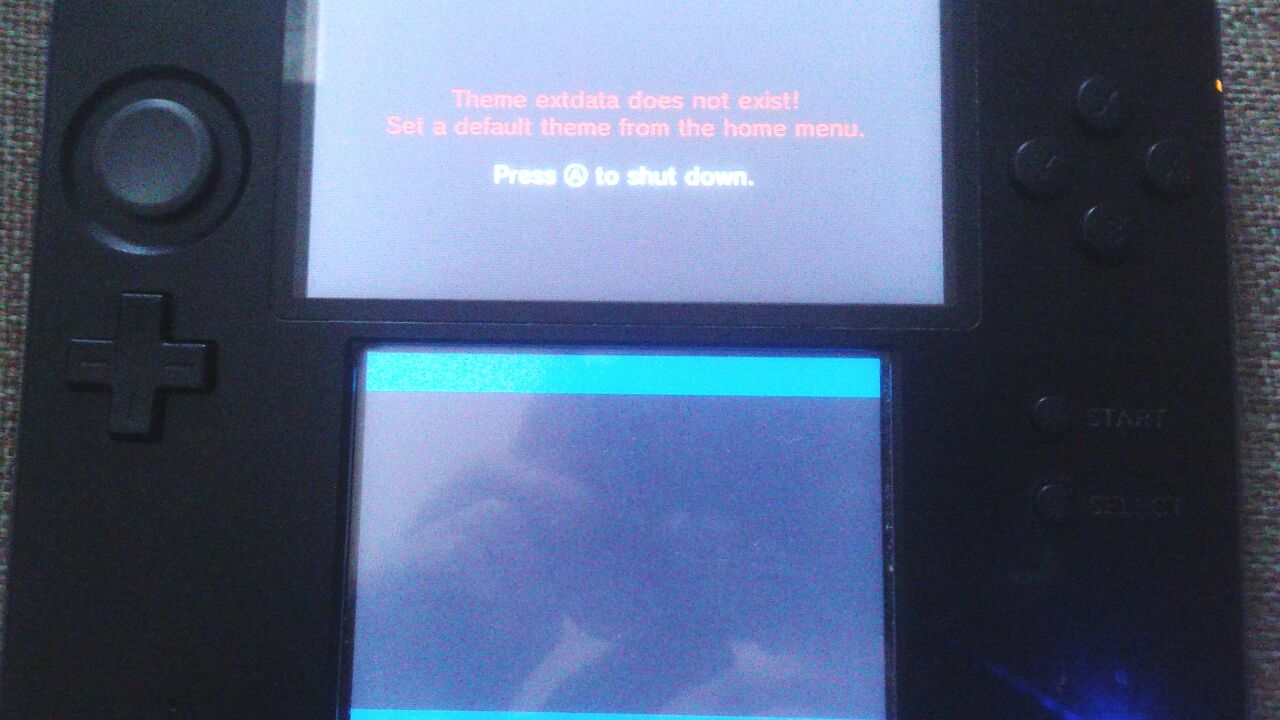 Theme extdata does not exist!
Set a default theme from the home menu.
Press Ⓐ to shut down.
START
SELECT